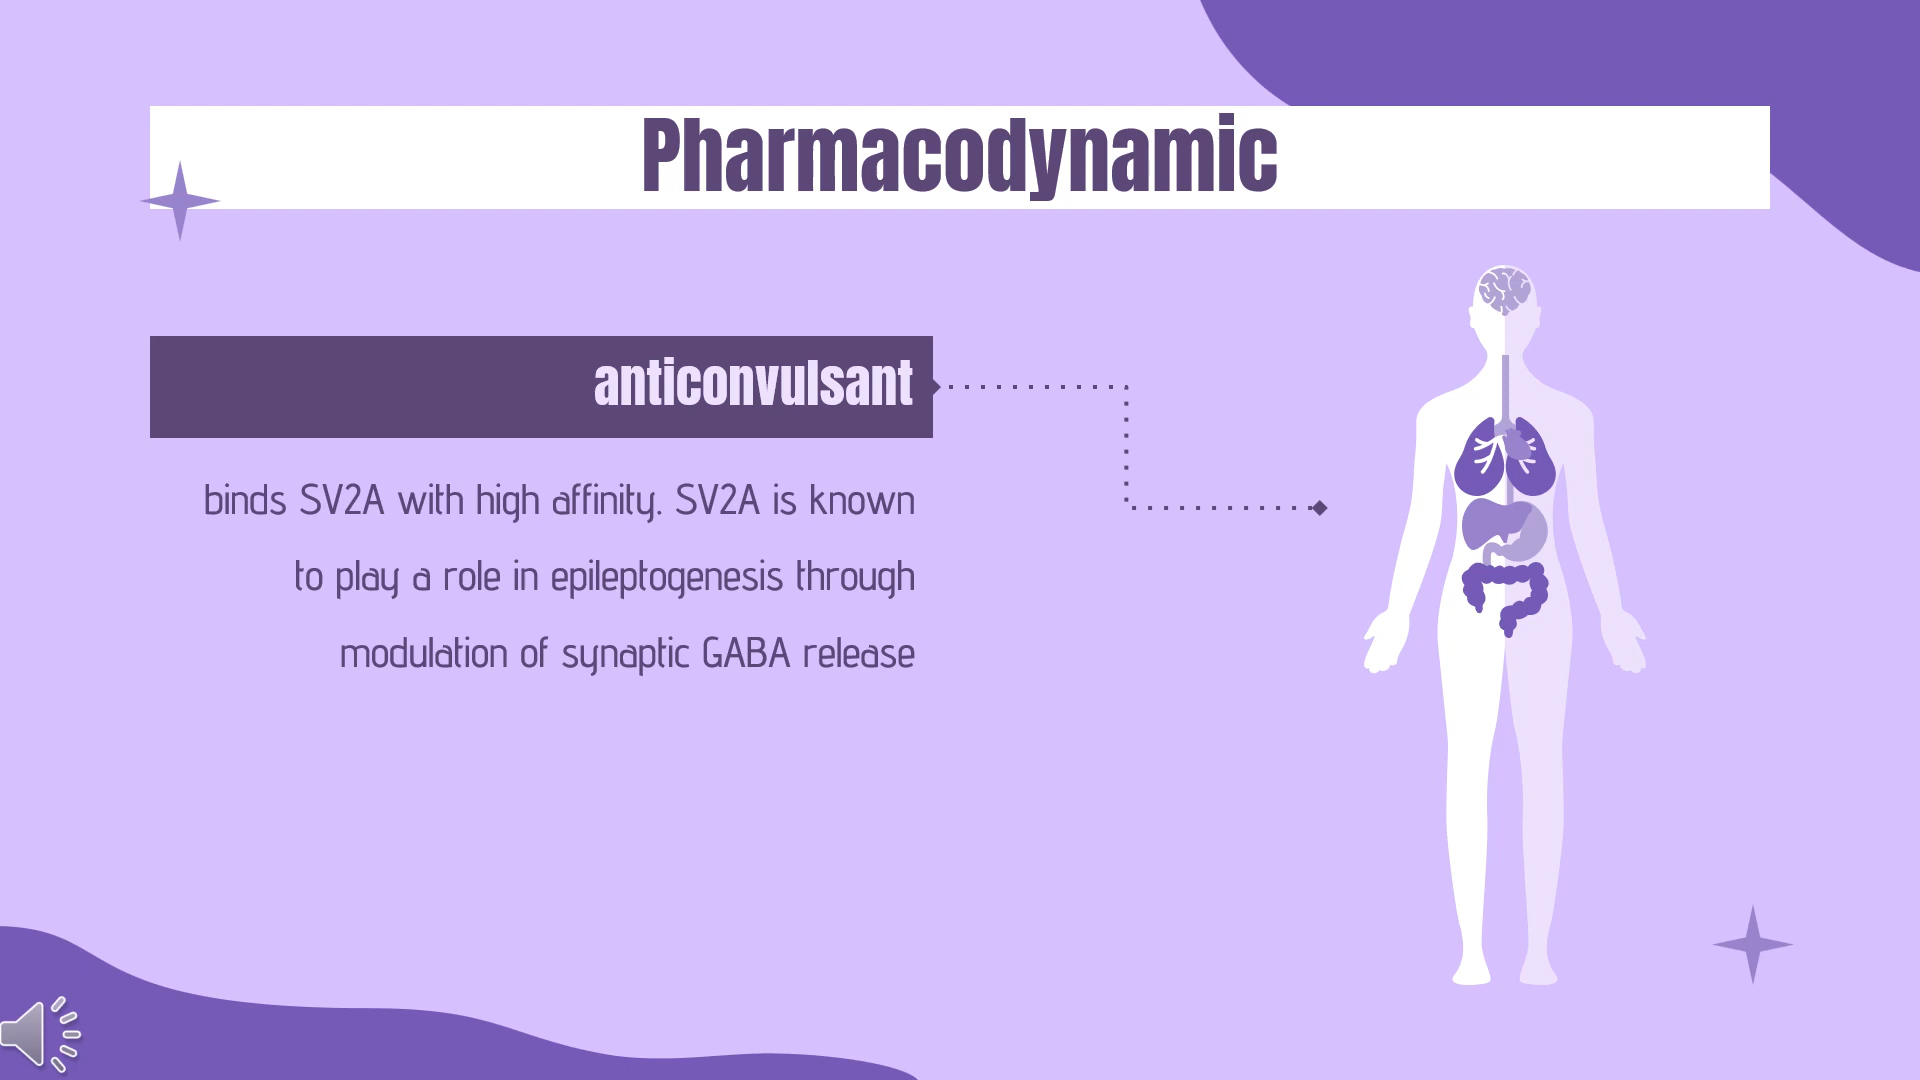 Pharmacodynamic
anticonvulsant
binds SV2A with high affinity. SV2A is known
to play a role in epileptogenesis through
modulation of synaptic GABA release